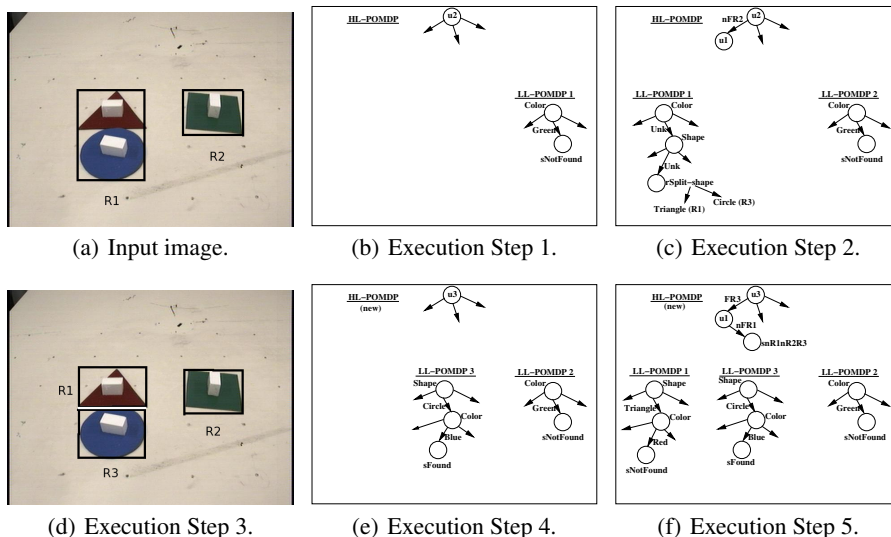 R1
R2
(a) Input image.
HL−POMDP
u2
LL−POMDP 1
Color
Green
sNotFound
(b) Execution Step 1.
HL−POMDP
nFR2
u2
u1
LL−POMDP 1
Color
Unk
Shape
Unk
rSplit−shape
Triangle (R1)
Circle (R3)
LL−POMDP 2
Color
Green
sNotFound
(c) Execution Step 2.
R1
R2
R3
(d) Execution Step 3.
HL−POMDP
(new)
u3
LL−POMDP 3
Shape
Circle
Color
Blue
sFound
LL−POMDP 2
Color
Green
sNotFound
(e) Execution Step 4.
HL−POMDP
(new)
FR3
u3
u1
nFR1
snR1nR2R3
LL−POMDP 1
Shape
Triangle
Color
Red
sNotFound
LL−POMDP 3
Shape
Circle
Color
Blue
sFound
LL−POMDP 2
Color
Green
sNotFound
(f) Execution Step 5.